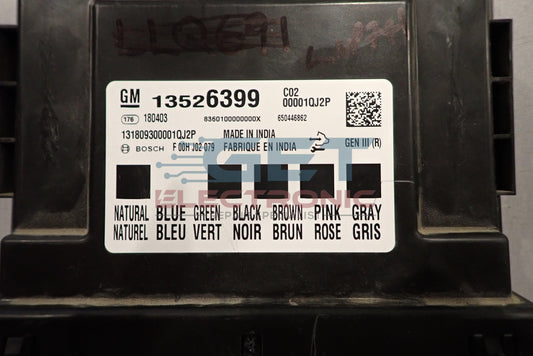 GM 13526399 C02
00001QJ2P
176 180403 8360100000000X 650446862
131809300001QJ2P MADE IN INDIA
BOSCH F 00H J02 079 FABRIQUE EN INDIA GEN III (R)
GET
ELECTRONIC
NATURAL BLUE GREEN BLACK BROWN PINK GRAY
NATUREL BLEU VERT NOIR BRUN ROSE GRIS